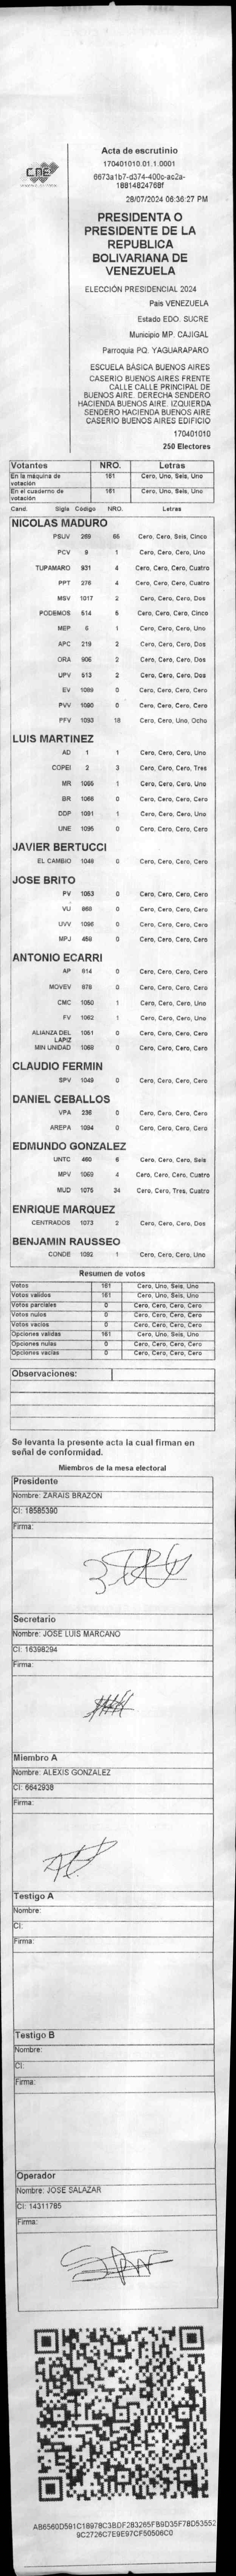 CNE
Acta de escrutinio
170401010.01.1.0001
6673a1b7-d374-400c-ac2a-
18814824768f
28/07/2024 06:36:27 PM
PRESIDENTA O
PRESIDENTE DE LA
REPUBLICA
BOLIVARIANA DE
VENEZUELA
ELECCIÓN PRESIDENCIAL 2024
Pais VENEZUELA
Estado EDO. SUCRE
Municipio MP. CAJIGAL
Parroquia PQ. YAGUARAPARO
ESCUELA BÁSICA BUENOS AIRES
CASERIO BUENOS AIRES FRENTE
CALLE CALLE PRINCIPAL DE
BUENOS AIRE. DERECHA SENDERO
HACIENDA BUENOS AIRE. IZQUIERDA
SENDERO HACIENDA BUENOS AIRE
CASERIO BUENOS AIRES EDIFICIO
170401010
250 Electores
Votantes NRO. Letras
En la máquina de votación 161 Cero, Uno, Seis, Uno
En el cuaderno de votación 161 Cero, Uno, Seis, Uno
Cand. Sigla Código NRO. Letras
NICOLAS MADURO
PSUV 269 65 Cero, Cero, Seis, Cinco
PCV 9 1 Cero, Cero, Cero, Uno
TUPAMARO 931 4 Cero, Cero, Cero, Cuatro
PPT 276 4 Cero, Cero, Cero, Cuatro
MSV 1017 2 Cero, Cero, Cero, Dos
PODEMOS 514 5 Cero, Cero, Cero, Cinco
MEP 6 1 Cero, Cero, Cero, Uno
APC 219 2 Cero, Cero, Cero, Dos
ORA 906 2 Cero, Cero, Cero, Dos
UPV 513 2 Cero, Cero, Cero, Dos
EV 1089 0 Cero, Cero, Cero, Cero
PVV 1090 0 Cero, Cero, Cero, Cero
PFV 1093 18 Cero, Cero, Uno, Ocho
LUIS MARTINEZ
AD 1 1 Cero, Cero, Cero, Uno
COPEI 2 3 Cero, Cero, Cero, Tres
MR 1066 1 Cero, Cero, Cero, Uno
BR 1066 0 Cero, Cero, Cero, Cero
DDP 1091 1 Cero, Cero, Cero, Uno
UNE 1095 0 Cero, Cero, Cero, Cero
JAVIER BERTUCCI
EL CAMBIO 1048 0 Cero, Cero, Cero, Cero
JOSE BRITO
PV 1053 0 Cero, Cero, Cero, Cero
VU 868 0 Cero, Cero, Cero, Cero
UVV 1096 0 Cero, Cero, Cero, Cero
MPJ 459 0 Cero, Cero, Cero, Cero
ANTONIO ECARRI
AP 914 0 Cero, Cero, Cero, Cero
MOVEV 878 0 Cero, Cero, Cero, Cero
CMC 1050 1 Cero, Cero, Cero, Uno
FV 1062 1 Cero, Cero, Cero, Uno
ALIANZA DEL LAPIZ 1051 0 Cero, Cero, Cero, Cero
MIN UNIDAD 1068 0 Cero, Cero, Cero, Cero
CLAUDIO FERMIN
SPV 1049 0 Cero, Cero, Cero, Cero
DANIEL CEBALLOS
VPA 236 0 Cero, Cero, Cero, Cero
AREPA 1094 0 Cero, Cero, Cero, Cero
EDMUNDO GONZALEZ
UNTC 460 6 Cero, Cero, Cero, Seis
MPV 1069 4 Cero, Cero, Cero, Cuatro
MUD 1075 34 Cero, Cero, Tres, Cuatro
ENRIQUE MARQUEZ
CENTRADOS 1073 2 Cero, Cero, Cero, Dos
BENJAMIN RAUSSEO
CONDE 1092 1 Cero, Cero, Cero, Uno
Resumen de votos
Votos 161 Cero, Uno, Seis, Uno
Votos validos 161 Cero, Uno, Seis, Uno
Votos parciales 0 Cero, Cero, Cero, Cero
Votos nulos 0 Cero, Cero, Cero, Cero
Votos vacios 0 Cero, Cero, Cero, Cero
Opciones validas 161 Cero, Uno, Seis, Uno
Opciones nulas 0 Cero, Cero, Cero, Cero
Opciones vacias 0 Cero, Cero, Cero, Cero
Observaciones:
Se levanta la presente acta la cual firman en
señal de conformidad.
Miembros de la mesa electoral
Presidente
Nombre: ZARAIS BRAZON
CI: 18585390
Firma:
Secretario
Nombre: JOSE LUIS MARCANO
CI: 16398294
Firma:
Miembro A
Nombre: ALEXIS GONZALEZ
CI: 6642938
Firma:
Testigo A
Nombre:
CI:
Firma:
Testigo B
Nombre:
CI:
Firma:
Operador
Nombre: JOSE SALAZAR
CI: 14311785
Firma:
AB6560D591C18978C3BDF283265FB9D35F78D53552
9C2726C7E9E97CF50506C0